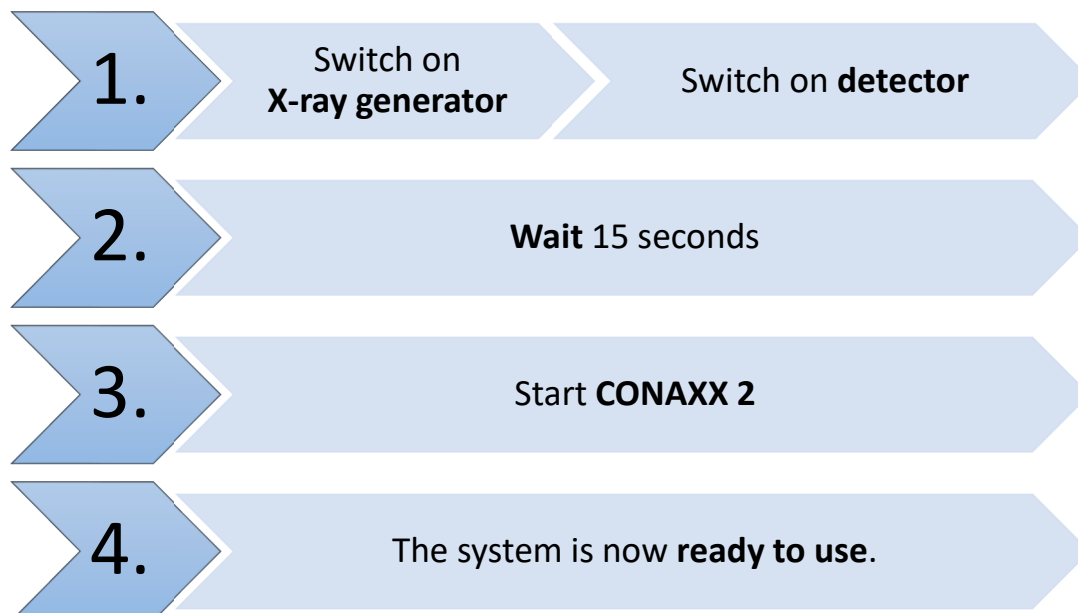 1.
Switch on
X-ray generator
Switch on detector
2.
Wait 15 seconds
3.
Start CONAXX 2
4.
The system is now ready to use.